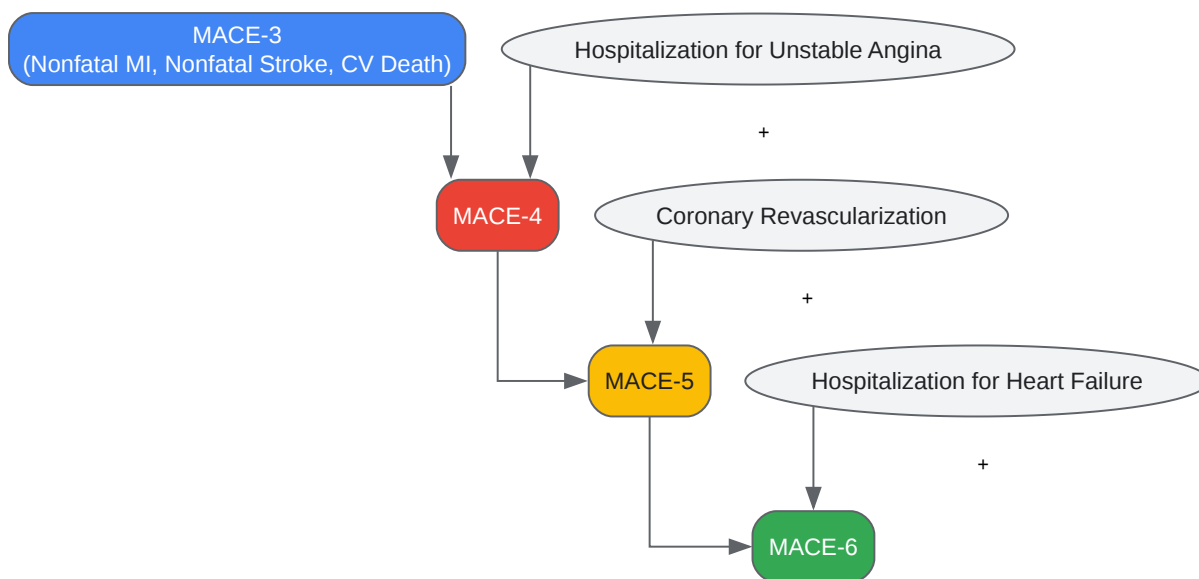 MACE-3
(Nonfatal MI, Nonfatal Stroke, CV Death)
Hospitalization for Unstable Angina
+
MACE-4
Coronary Revascularization
+
MACE-5
Hospitalization for Heart Failure
+
MACE-6